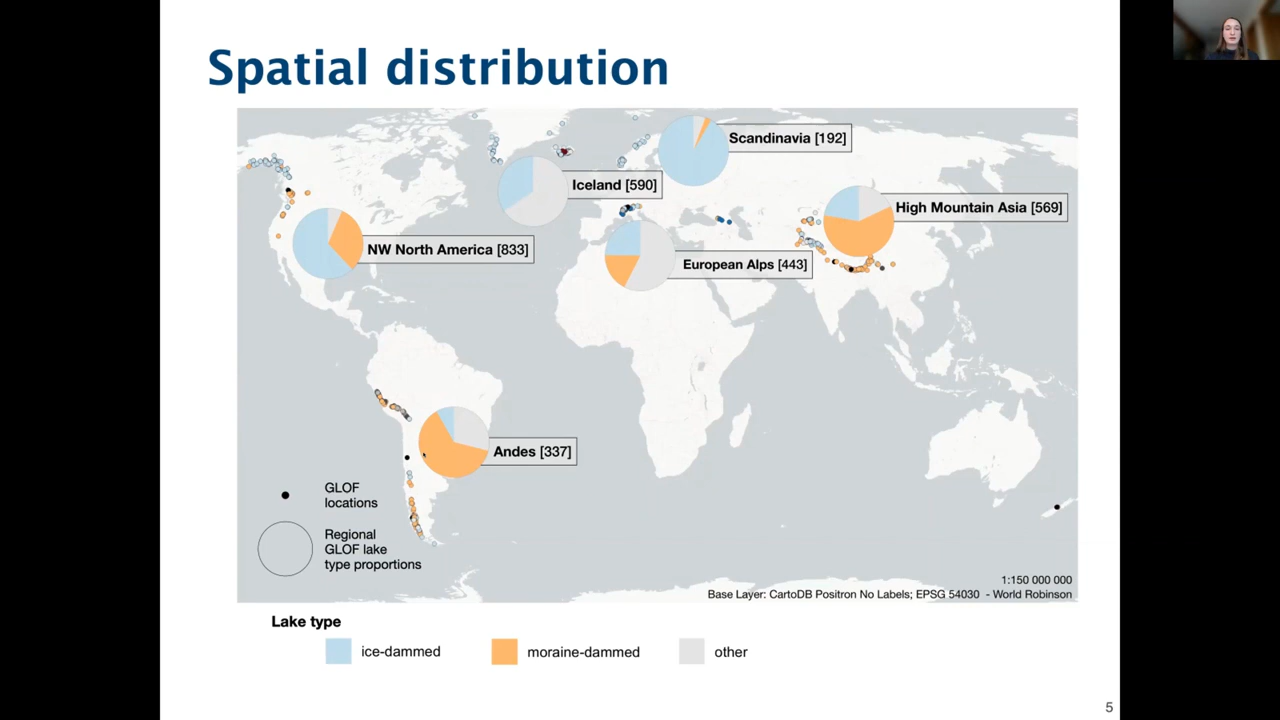 Spatial distribution
Scandinavia [192]
Iceland [590]
High Mountain Asia [569]
NW North America [833]
European Alps [443]
Andes [337]
GLOF
locations
Regional
GLOF lake
type proportions
1:150 000 000
Base Layer: CartoDB Positron No Labels; EPSG 54030 - World Robinson
Lake type
ice-dammed
moraine-dammed
other
5